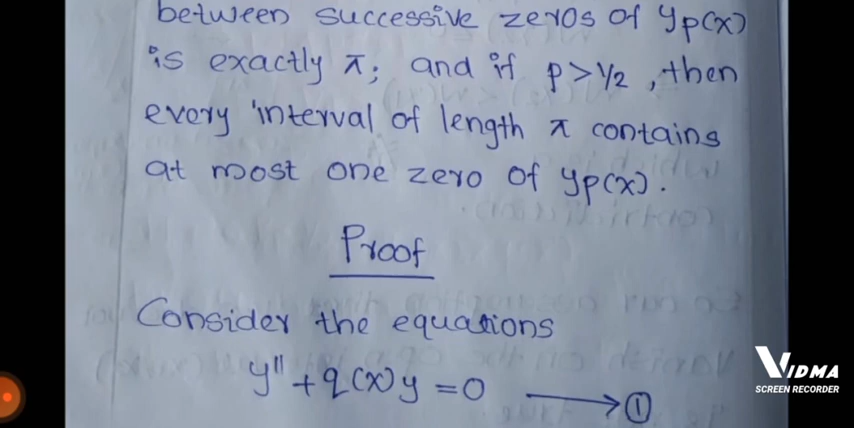 between successive zeros of yp(x)
is exactly π; and if p > 1/2, then
every interval of length π contains
at most one zero of yp(x).
Proof
Consider the equations
y'' + q(x)y = 0 → ①
VIDMA
SCREEN RECORDER